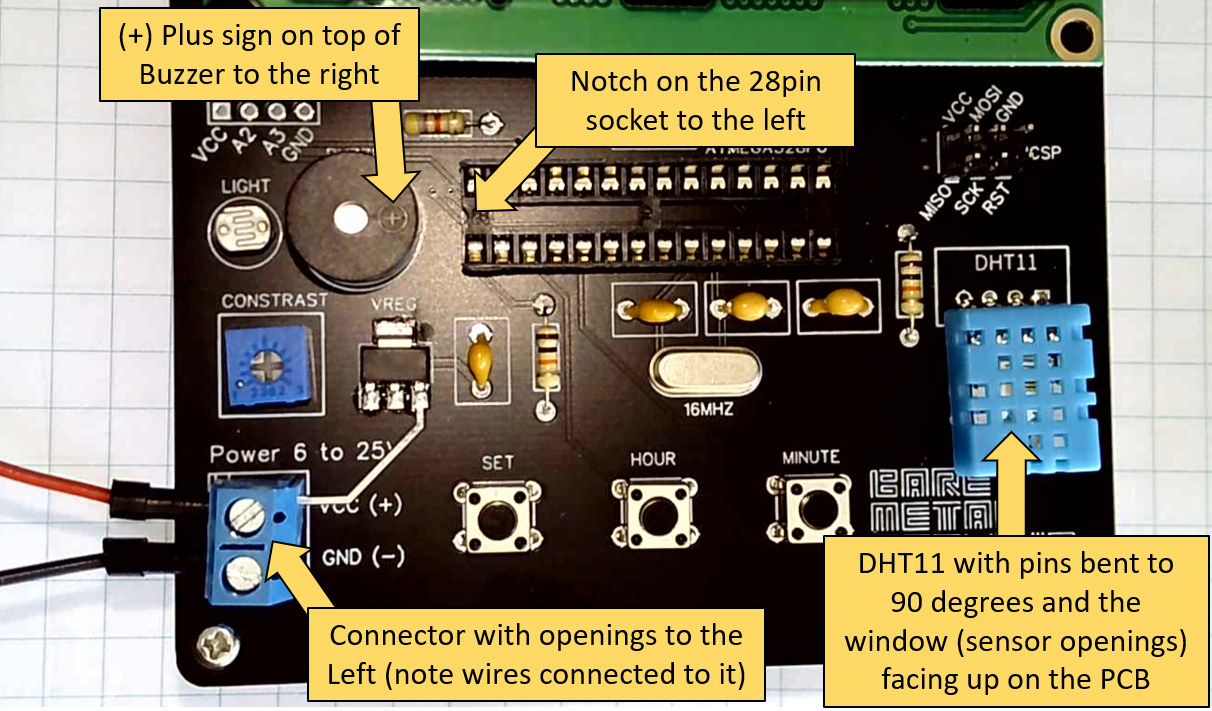 (+) Plus sign on top of
Buzzer to the right
Notch on the 28pin
socket to the left
VCC
A2
A3
GND
VCC
MOSI
GND
MISO
SCK
RST
LIGHT
DHT11
CONSTRAST
VREG
16MHZ
Power 6 to 25V
SET
HOUR
MINUTE
VCC (+)
GND (-)
BARE
META
DHT11 with pins bent to
90 degrees and the
window (sensor openings)
facing up on the PCB
Connector with openings to the
Left (note wires connected to it)